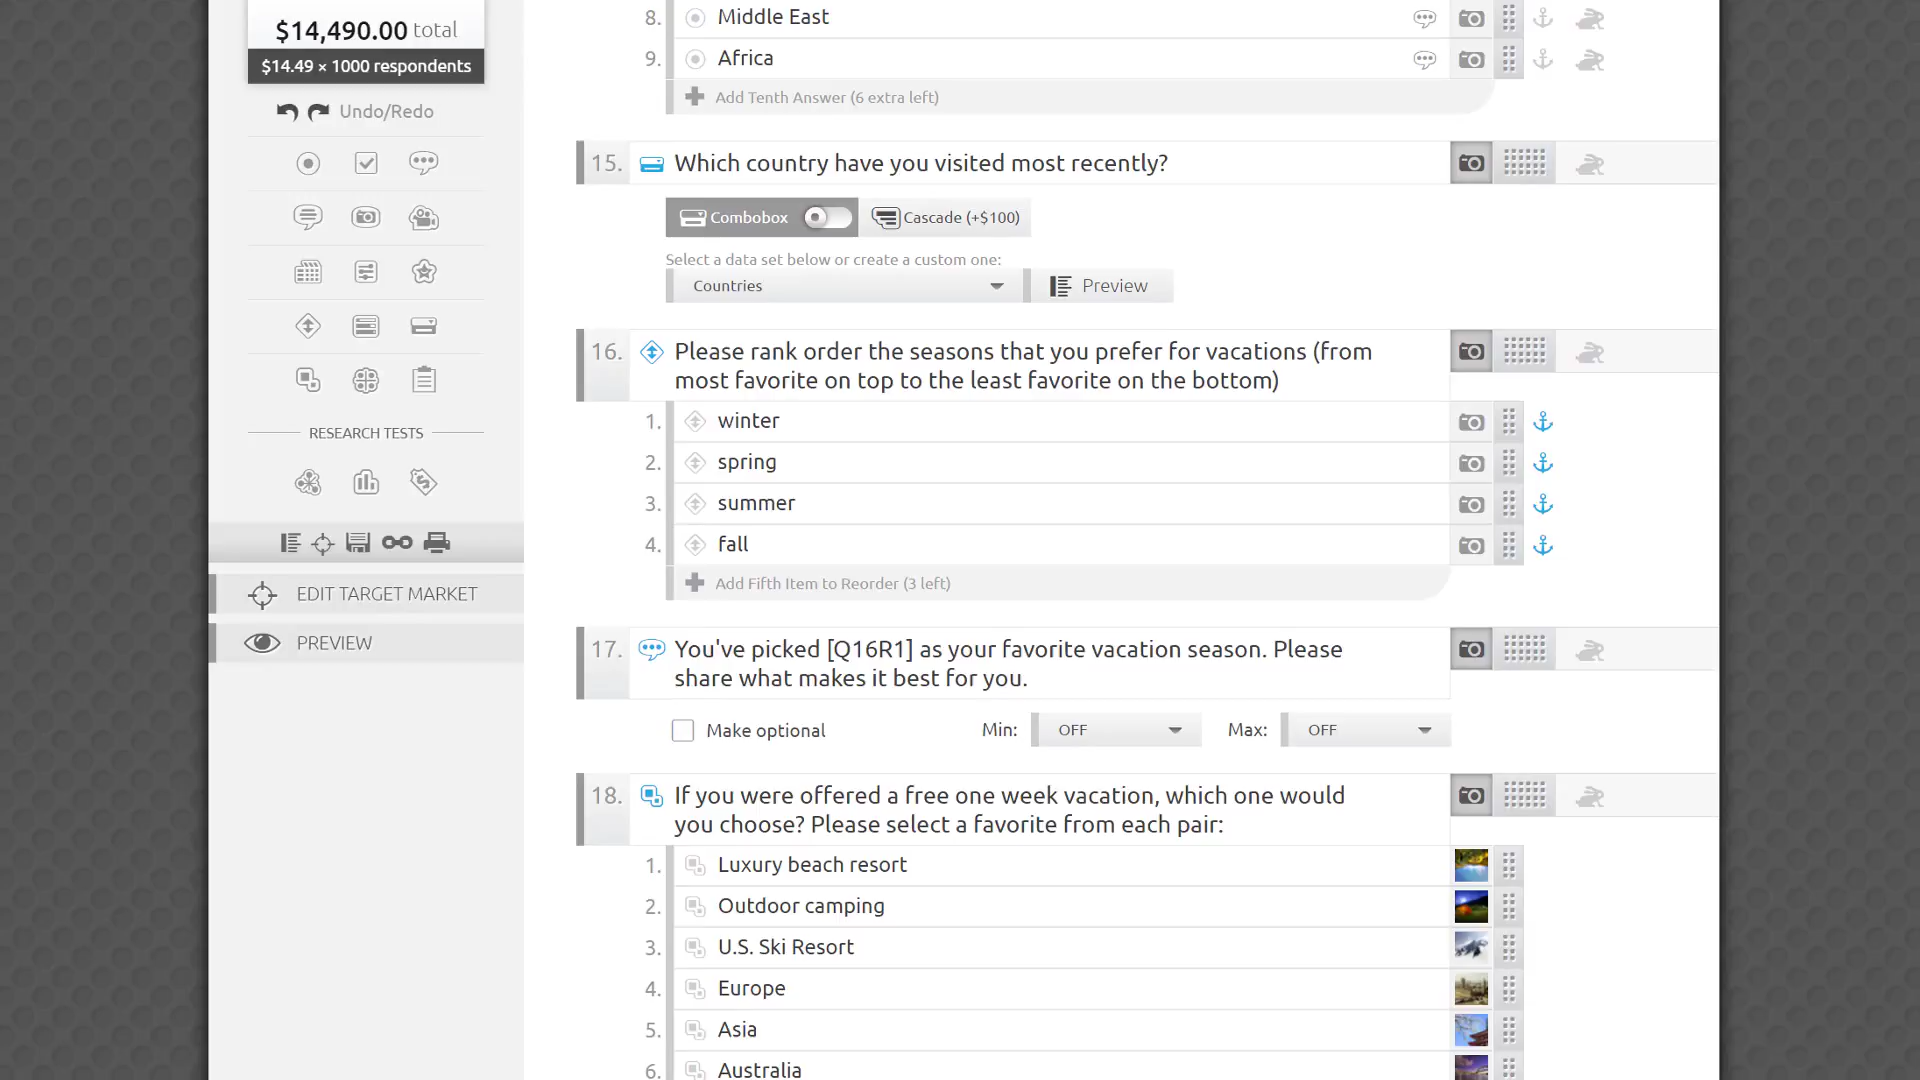 $14,490.00 total
$14.49 × 1000 respondents
Undo/Redo
RESEARCH TESTS
EDIT TARGET MARKET
PREVIEW
8. Middle East
9. Africa
Add Tenth Answer (6 extra left)
15. Which country have you visited most recently?
Combobox Cascade (+$100)
Select a data set below or create a custom one:
Countries Preview
16. Please rank order the seasons that you prefer for vacations (from
most favorite on top to the least favorite on the bottom)
1. winter
2. spring
3. summer
4. fall
Add Fifth Item to Reorder (3 left)
17. You've picked [Q16R1] as your favorite vacation season. Please
share what makes it best for you.
Make optional Min: OFF Max: OFF
18. If you were offered a free one week vacation, which one would
you choose? Please select a favorite from each pair:
1. Luxury beach resort
2. Outdoor camping
3. U.S. Ski Resort
4. Europe
5. Asia
6. Australia